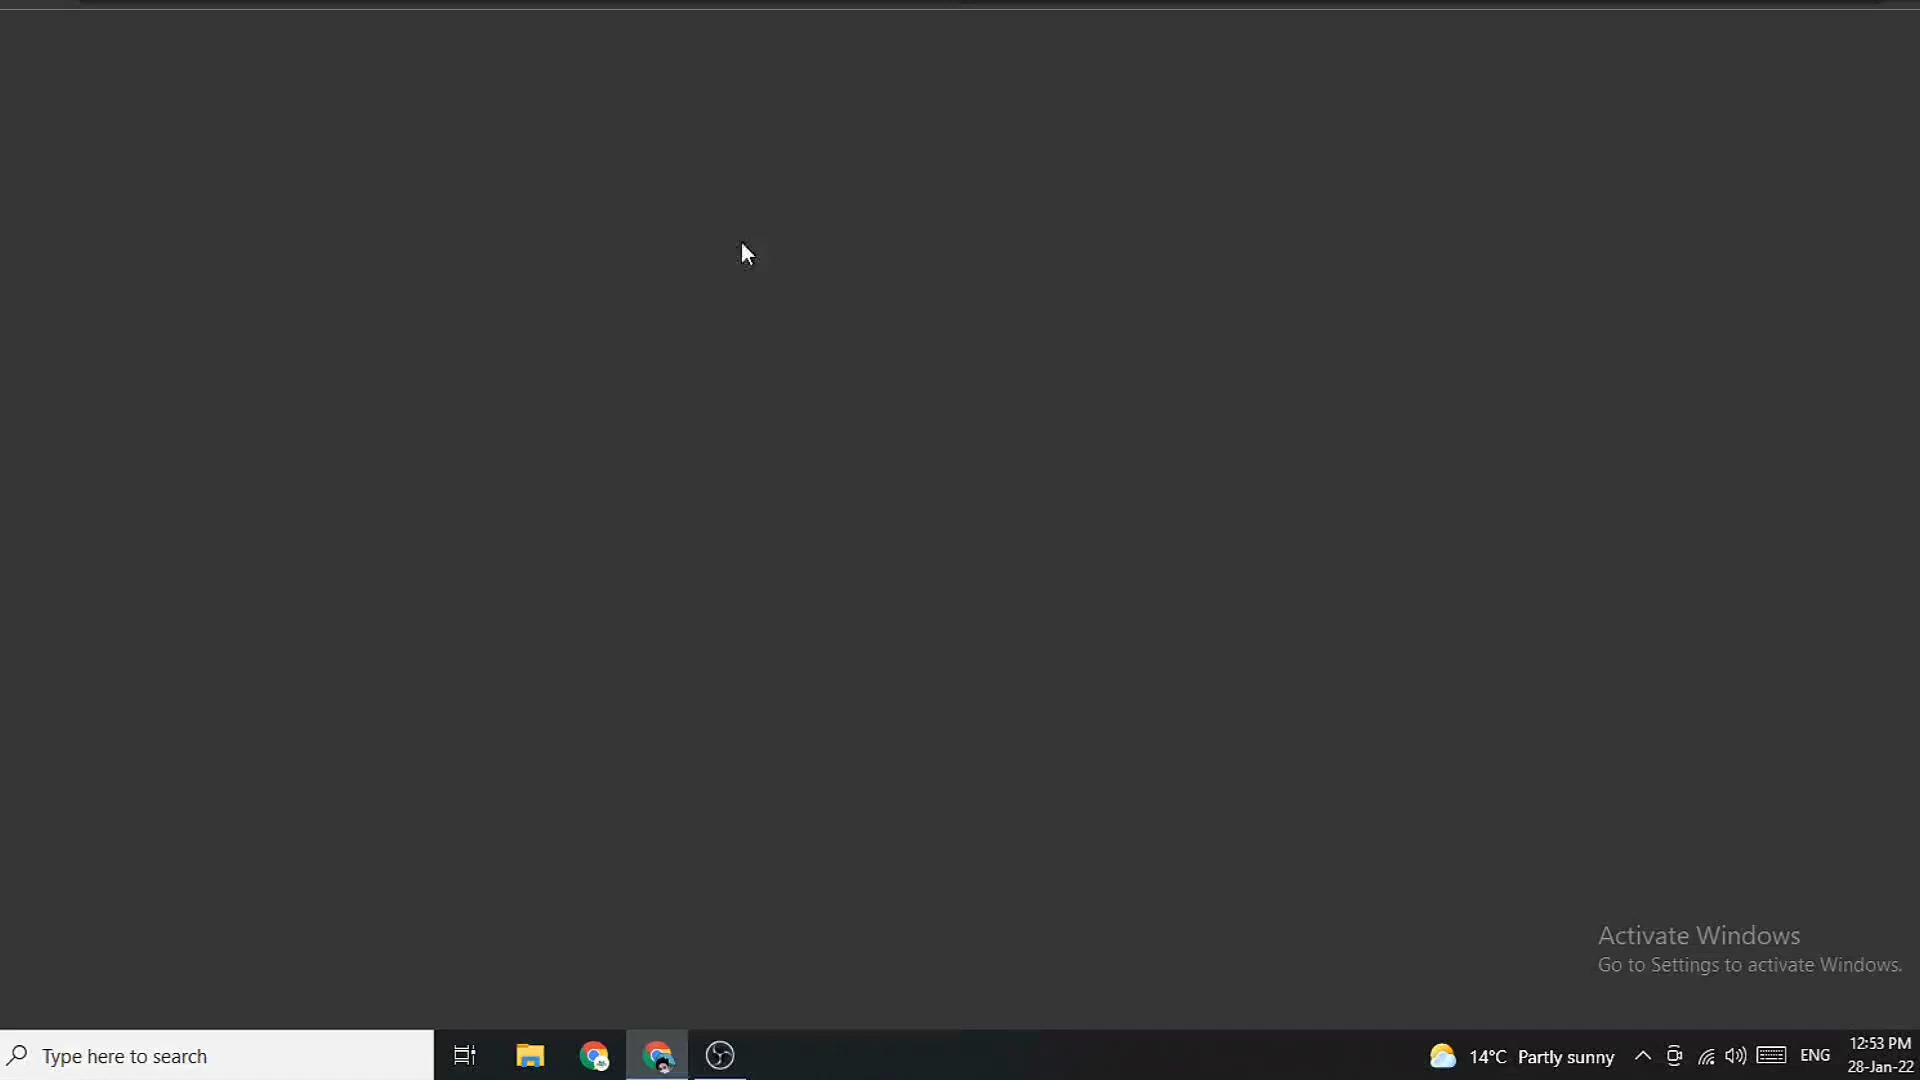 Activate Windows
Go to Settings to activate Windows.
Type here to search
14°C Partly sunny
ENG
12:53 PM
28-Jan-22